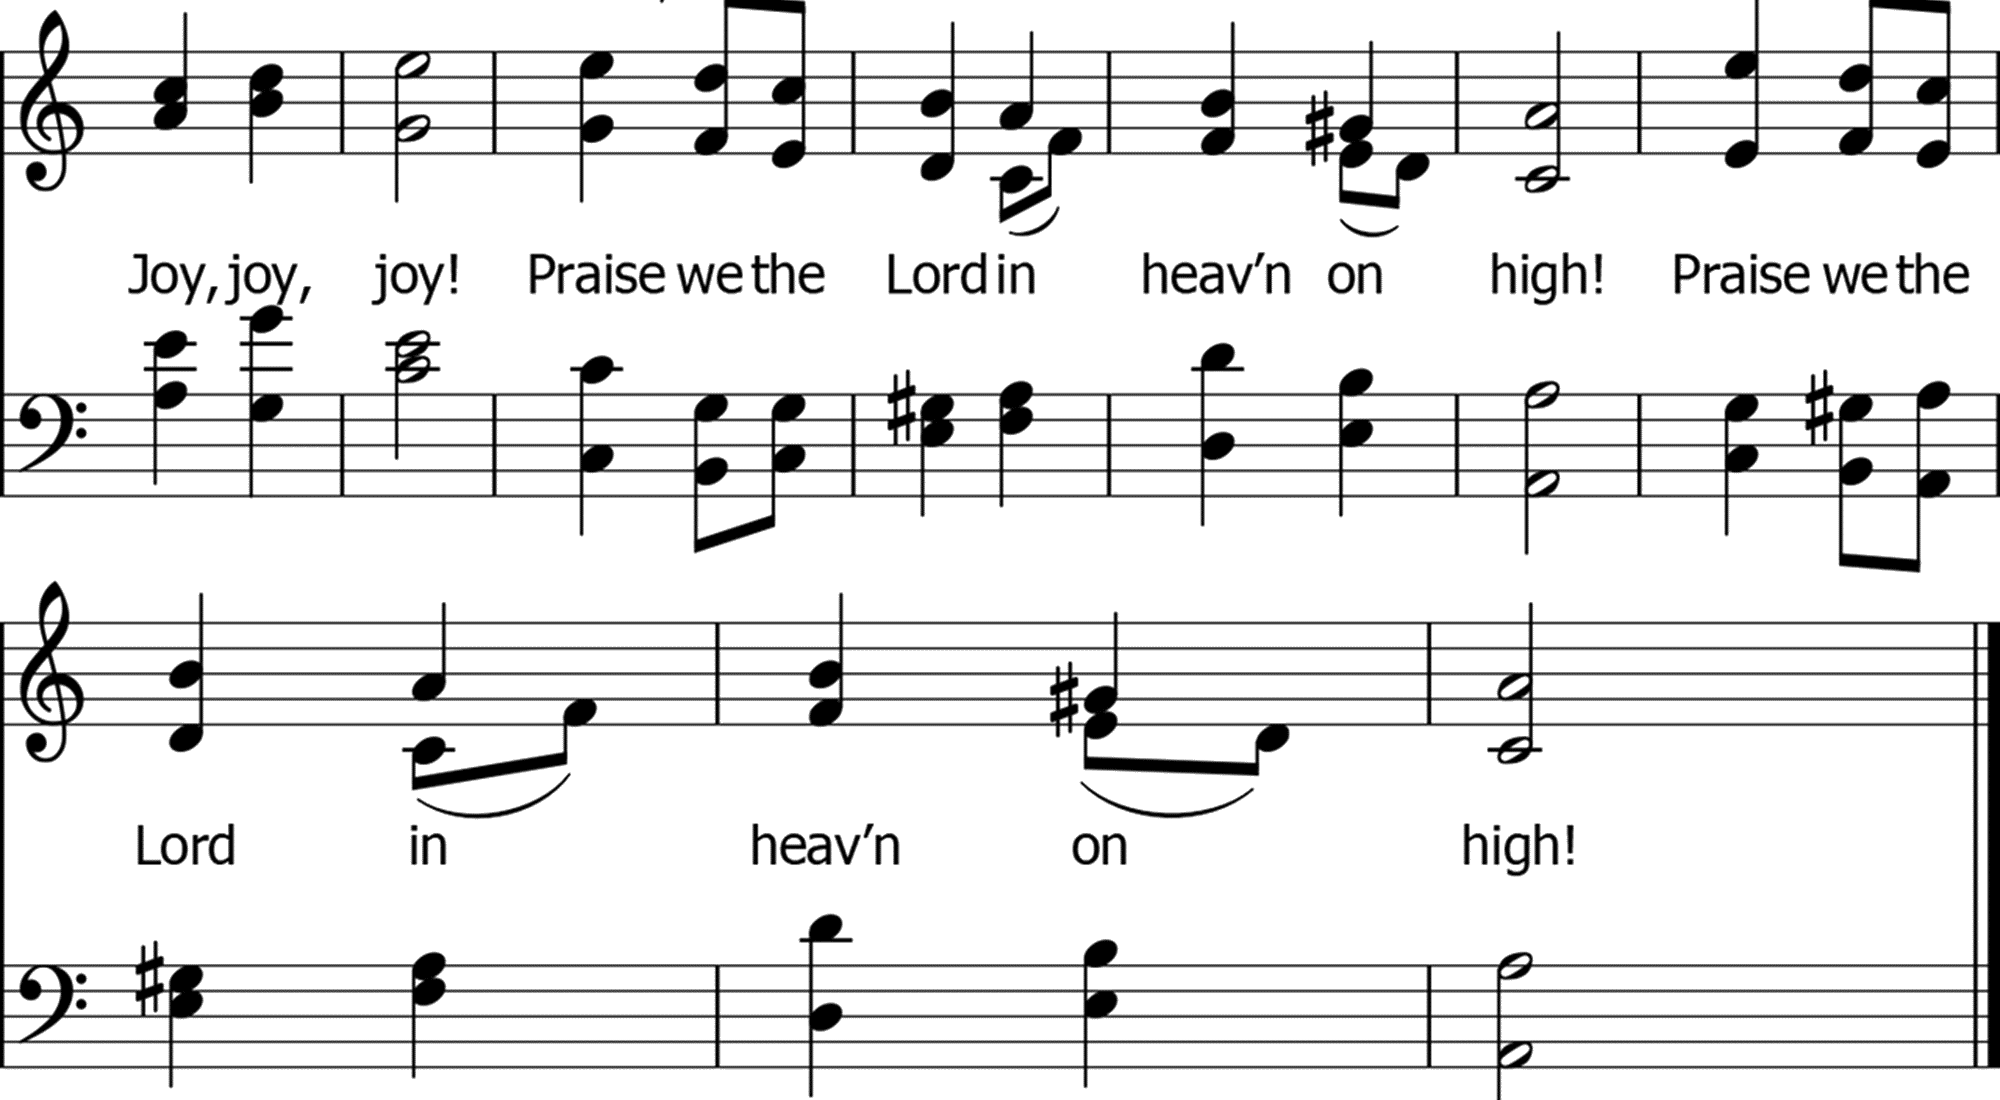 Joy, joy, joy! Praise we the Lord in heav’n on high! Praise we the
Lord in heav’n on high!